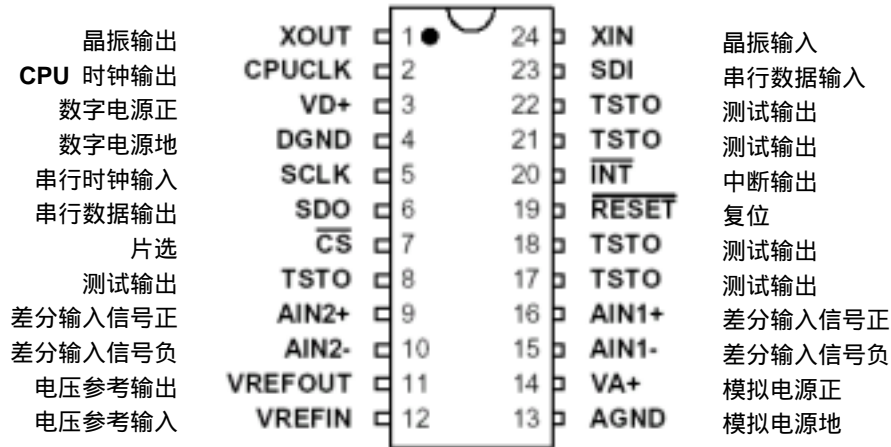 晶振输出 XOUT 1 24 XIN 晶振输入
CPU 时钟输出 CPUCLK 2 23 SDI 串行数据输入
数字电源正 VD+ 3 22 TSTO 测试输出
数字电源地 DGND 4 21 TSTO 测试输出
串行时钟输入 SCLK 5 20 INT 中断输出
串行数据输出 SDO 6 19 RESET 复位
片选 CS 7 18 TSTO 测试输出
测试输出 TSTO 8 17 TSTO 测试输出
差分输入信号正 AIN2+ 9 16 AIN1+ 差分输入信号正
差分输入信号负 AIN2- 10 15 AIN1- 差分输入信号负
电压参考输出 VREFOUT 11 14 VA+ 模拟电源正
电压参考输入 VREFIN 12 13 AGND 模拟电源地